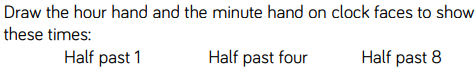 Draw the hour hand and the minute hand on clock faces to show
these times:
Half past 1 Half past four Half past 8